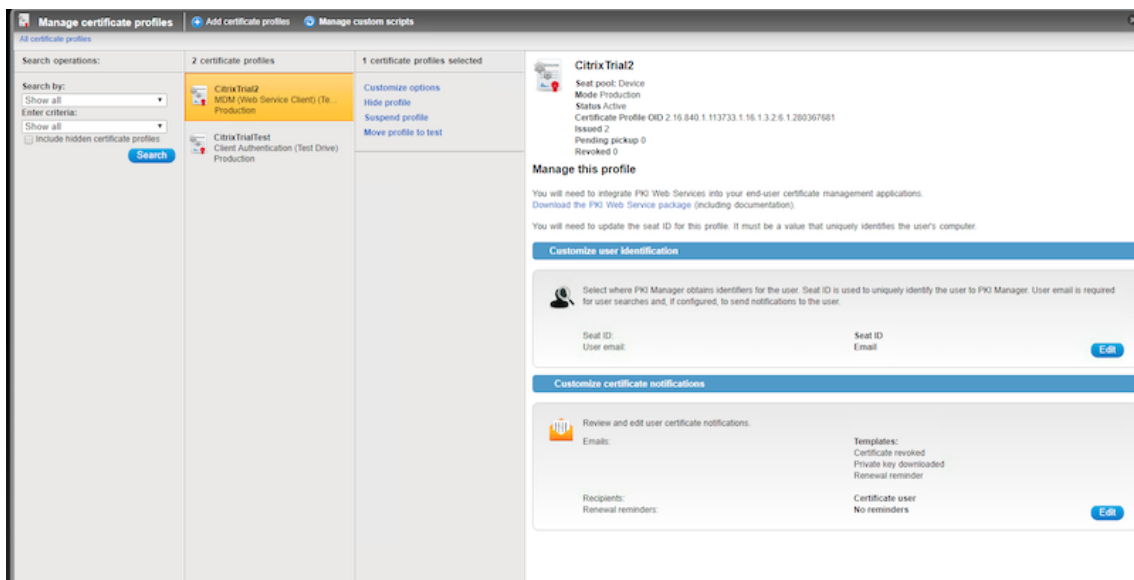 Manage certificate profiles
Add certificate profiles
Manage custom scripts
All certificate profiles
Search operations:
Search by:
Show all
Enter criteria:
Show all
Include hidden certificate profiles
Search
2 certificate profiles
CitrixTrial2
MDM (Web Service Client) (Te...
Production
CitrixTrialTest
Client Authentication (Test Drive)
Production
1 certificate profiles selected
Customize options
Hide profile
Suspend profile
Move profile to test
CitrixTrial2
Seat pool: Device
Mode Production
Status Active
Certificate Profile OID 2.16.840.1.113733.1.16.1.3.2.6.1.280367681
Issued 2
Pending pickup 0
Revoked 0
Manage this profile
You will need to integrate PKI Web Services into your end-user certificate management applications.
Download the PKI Web Service package (including documentation).
You will need to update the seat ID for this profile. It must be a value that uniquely identifies the user's computer.
Customize user identification
Select where PKI Manager obtains identifiers for the user. Seat ID is used to uniquely identify the user to PKI Manager. User email is required
for user searches and, if configured, to send notifications to the user.
Seat ID: Seat ID
User email: Email
Edit
Customize certificate notifications
Review and edit user certificate notifications.
Emails: Templates:
Certificate revoked
Private key downloaded
Renewal reminder
Recipients: Certificate user
Renewal reminders: No reminders
Edit